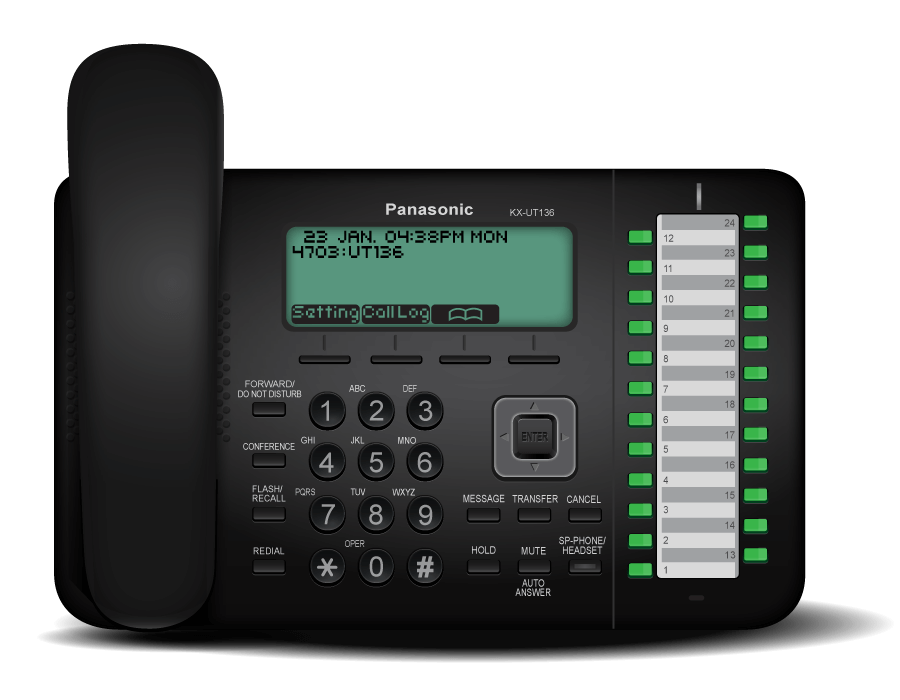 Panasonic KX-UT136
23 JAN. 04:38PM MON
4703:UT136
Setting Call Log
FORWARD/
DO NOT DISTURB
CONFERENCE
FLASH/
RECALL
REDIAL
1 ABC 2 DEF 3
GHI 4 JKL 5 MNO 6
PQRS 7 TUV 8 WXYZ 9
* OPER 0 #
ENTER
MESSAGE TRANSFER CANCEL
HOLD MUTE SP-PHONE/
HEADSET
AUTO
ANSWER
24
12
23
11
22
10
21
9
20
8
19
7
18
6
17
5
16
4
15
3
14
2
13
1